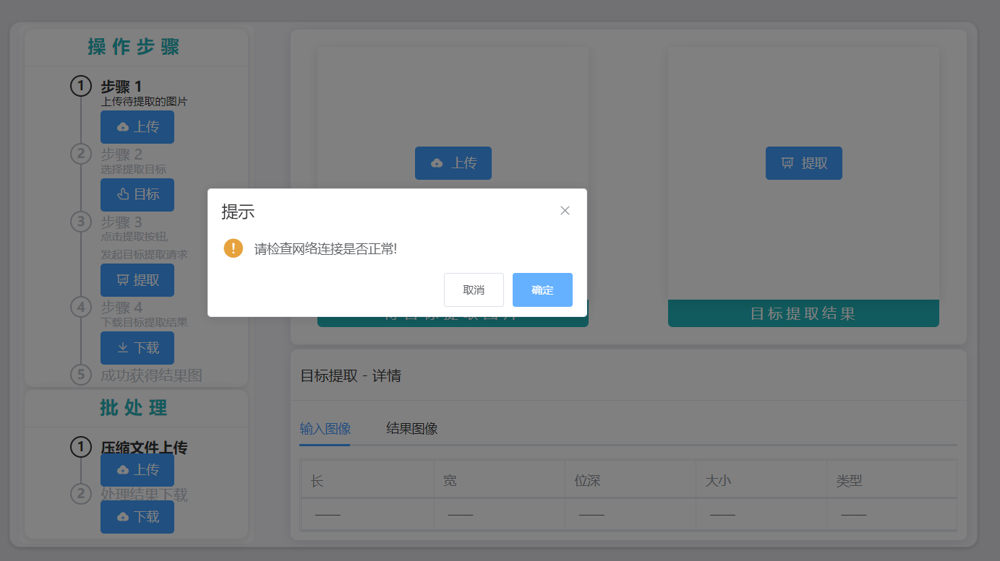 操作步骤
1
步骤 1
上传待提取的图片
上传
2
步骤 2
选择提取目标
目标
3
步骤 3
点击提取按钮,
发起目标提取请求
提取
4
步骤 4
下载目标提取结果
下载
5
成功获得结果图
批处理
1
压缩文件上传
上传
2
处理结果下载
下载
上传
提取
目标提取结果
提示
请检查网络连接是否正常!
取消
确定
目标提取 - 详情
输入图像 结果图像
长 宽 位深 大小 类型
—— —— —— —— ——